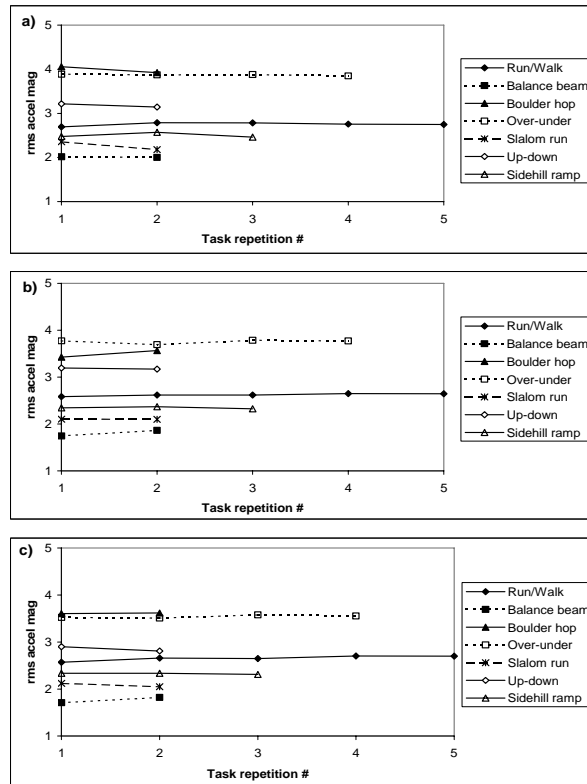 a)
5
4
3
2
1
rms accel mag
1 2 3 4 5
Task repetition #
Run/Walk
Balance beam
Boulder hop
Over-under
Slalom run
Up-down
Sidehill ramp
b)
5
4
3
2
1
rms accel mag
1 2 3 4 5
Task repetition #
Run/Walk
Balance beam
Boulder hop
Over-under
Slalom run
Up-down
Sidehill ramp
c)
5
4
3
2
1
rms accel mag
1 2 3 4 5
Task repetition #
Run/Walk
Balance beam
Boulder hop
Over-under
Slalom run
Up-down
Sidehill ramp